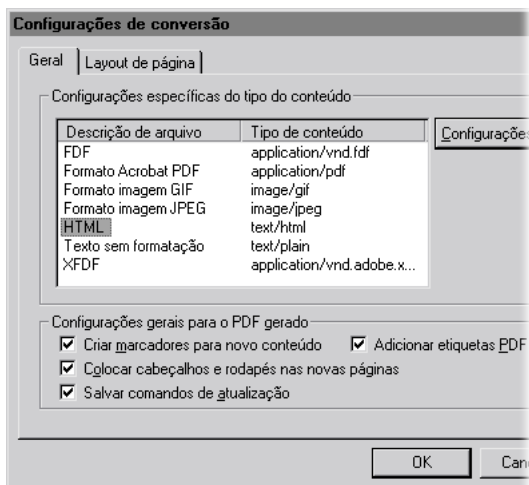 Configurações de conversão
Geral Layout de página
Configurações específicas do tipo do conteúdo
Descrição de arquivo Tipo de conteúdo
Configurações
FDF application/vnd.fdf
Formato Acrobat PDF application/pdf
Formato imagem GIF image/gif
Formato imagem JPEG image/jpeg
HTML text/html
Texto sem formatação text/plain
XFDF application/vnd.adobe.x...
Configurações gerais para o PDF gerado
Criar marcadores para novo conteúdo Adicionar etiquetas PDF
Colocar cabeçalhos e rodapés nas novas páginas
Salvar comandos de atualização
OK